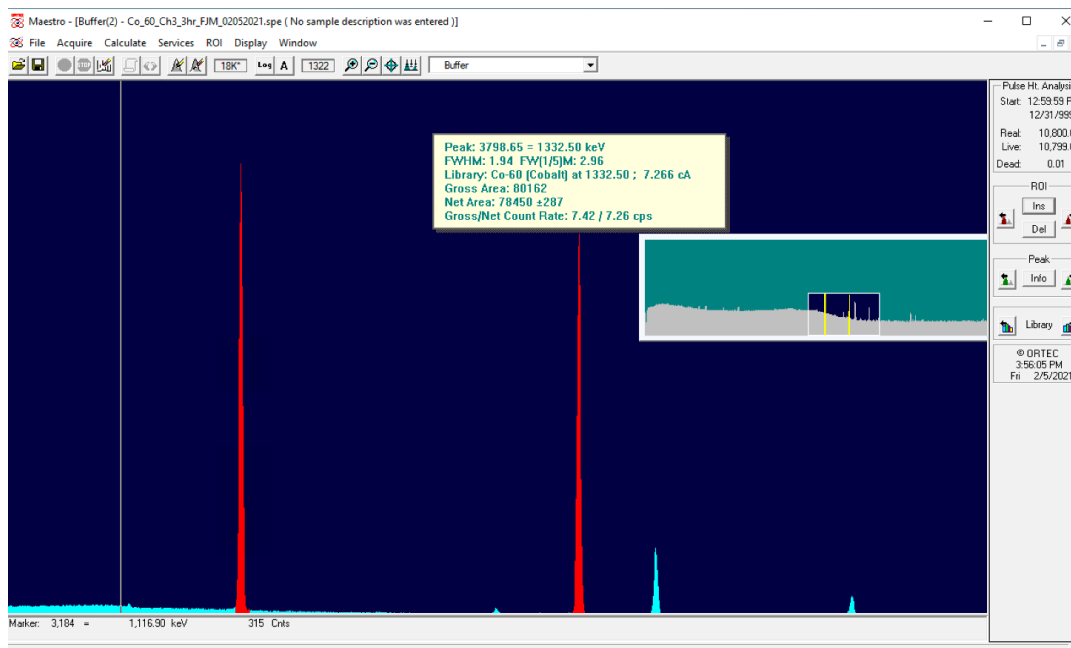 Maestro - [Buffer(2) - Co_60_Ch3_3hr_FJM_02052021.spe ( No sample description was entered )]
File Acquire Calculate Services ROI Display Window
STOP 18K* Log A 1322 Buffer
Pulse Ht. Analysi
Start: 12:59:59 P
12/31/999
Real: 10,800.
Live: 10,799.
Dead: 0.01
ROI
Ins
Del
Peak
Info
Library
© ORTEC
3:56:05 PM
Fri 2/5/2021
Peak: 3798.65 = 1332.50 keV
FWHM: 1.94 FW(1/5)M: 2.96
Library: Co-60 (Cobalt) at 1332.50 ; 7.266 cA
Gross Area: 80162
Net Area: 78450 ±287
Gross/Net Count Rate: 7.42 / 7.26 cps
Marker: 3,184 = 1,116.90 keV 315 Cnts